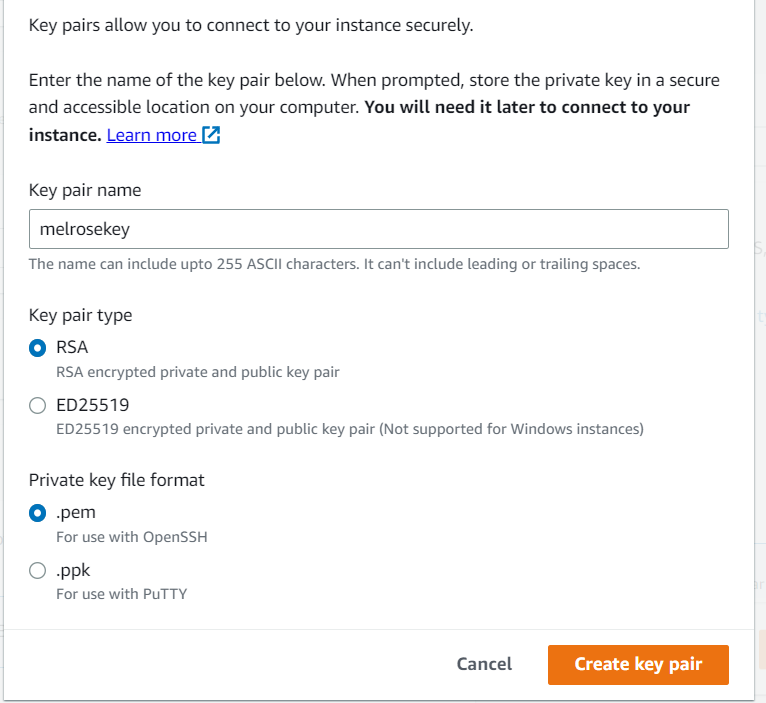 Key pairs allow you to connect to your instance securely.
Enter the name of the key pair below. When prompted, store the private key in a secure
and accessible location on your computer. You will need it later to connect to your
instance. Learn more
Key pair name
melrosekey
The name can include upto 255 ASCII characters. It can't include leading or trailing spaces.
Key pair type
RSA
RSA encrypted private and public key pair
ED25519
ED25519 encrypted private and public key pair (Not supported for Windows instances)
Private key file format
.pem
For use with OpenSSH
.ppk
For use with PuTTY
Cancel
Create key pair